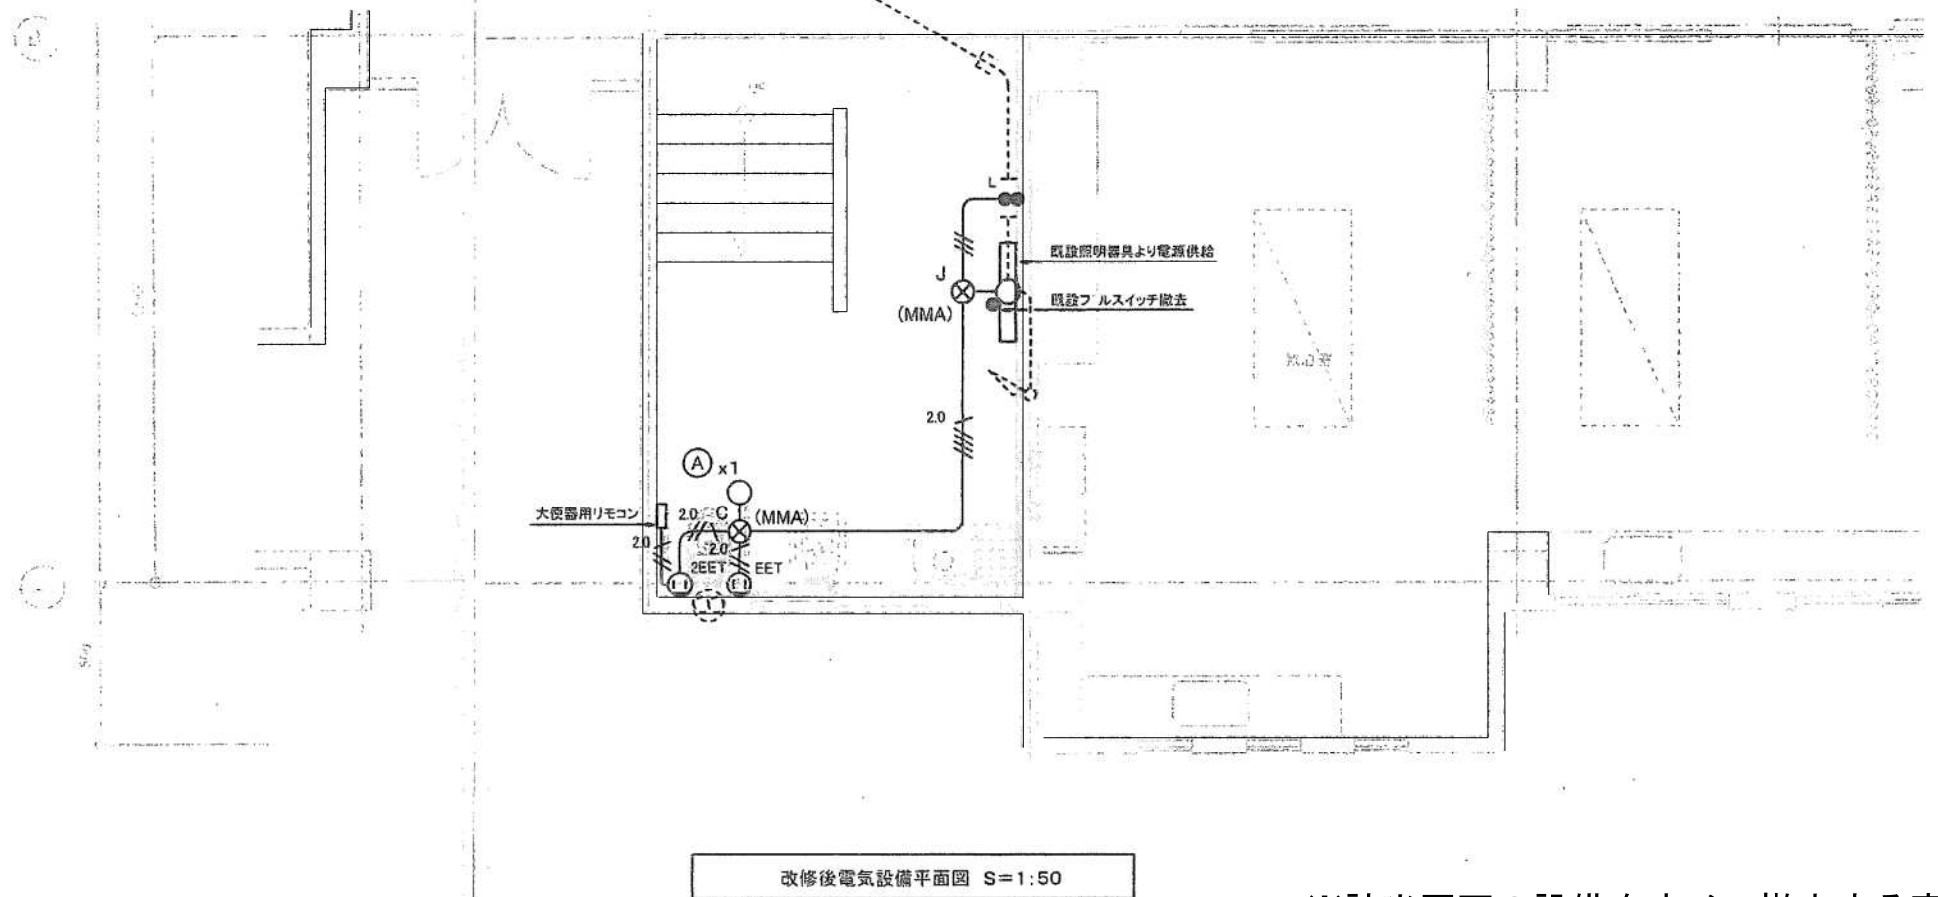 L
既設照明器具より電源供給
J
(MMA)
既設プルスイッチ撤去
2.0
A x1
大便器用リモコン
2.0 C (MMA)
2.0
2.0
2EET EET
改修後電気設備平面図 S=1:50